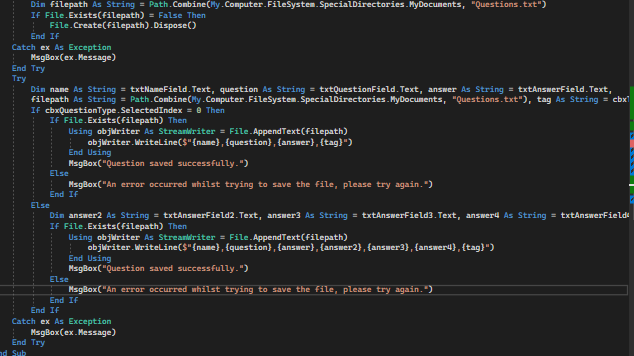 Dim filepath As String = Path.Combine(My.Computer.FileSystem.SpecialDirectories.MyDocuments, "Questions.txt")
If File.Exists(filepath) = False Then
File.Create(filepath).Dispose()
End If
Catch ex As Exception
MsgBox(ex.Message)
End Try
Try
Dim name As String = txtNameField.Text, question As String = txtQuestionField.Text, answer As String = txtAnswerField.Text,
filepath As String = Path.Combine(My.Computer.FileSystem.SpecialDirectories.MyDocuments, "Questions.txt"), tag As String = cbx
If cbxQuestionType.SelectedIndex = 0 Then
If File.Exists(filepath) Then
Using objWriter As StreamWriter = File.AppendText(filepath)
objWriter.WriteLine($"{name},{question},{answer},{tag}")
End Using
MsgBox("Question saved successfully.")
Else
MsgBox("An error occurred whilst trying to save the file, please try again.")
End If
Else
Dim answer2 As String = txtAnswerField2.Text, answer3 As String = txtAnswerField3.Text, answer4 As String = txtAnswerField4
If File.Exists(filepath) Then
Using objWriter As StreamWriter = File.AppendText(filepath)
objWriter.WriteLine($"{name},{question},{answer},{answer2},{answer3},{answer4},{tag}")
End Using
MsgBox("Question saved successfully.")
Else
MsgBox("An error occurred whilst trying to save the file, please try again.")
End If
End If
Catch ex As Exception
MsgBox(ex.Message)
End Try
nd Sub